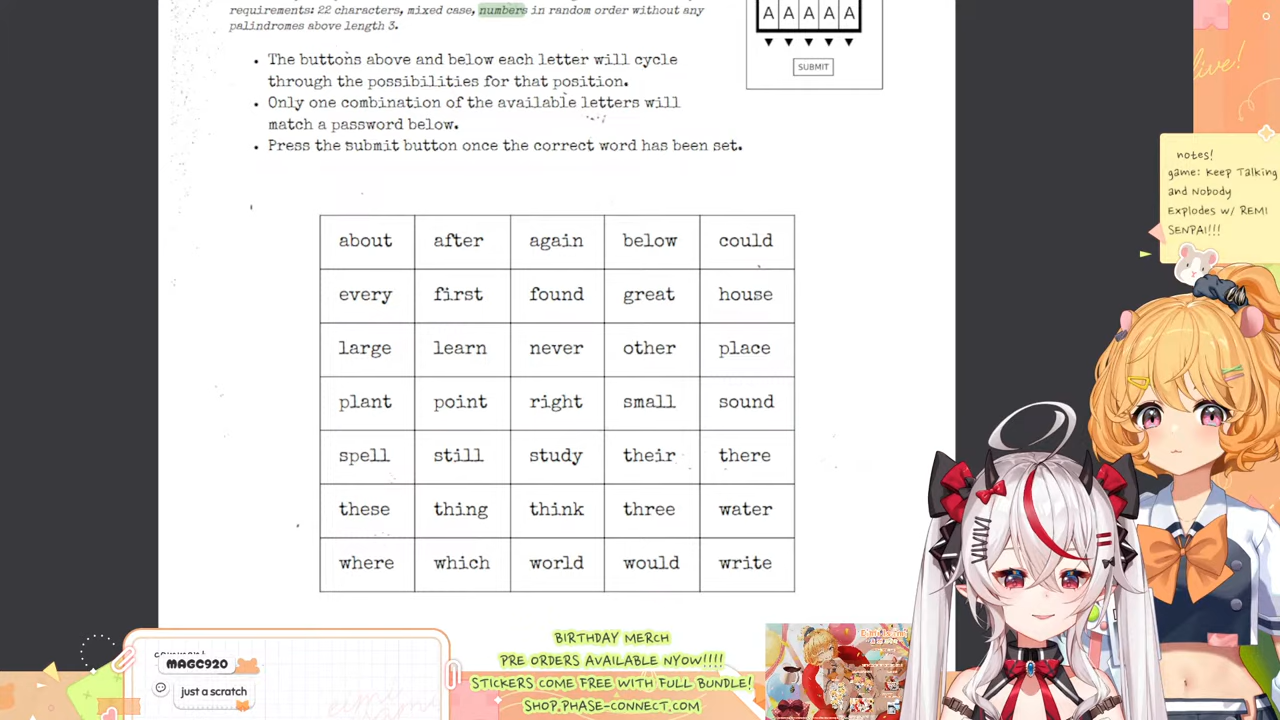 requirements: 22 characters, mixed case, numbers in random order without any
palindromes above length 3.
A A A A A
SUBMIT
• The buttons above and below each letter will cycle
through the possibilities for that position.
• Only one combination of the available letters will
match a password below.
• Press the submit button once the correct word has been set.
about after again below could
every first found great house
large learn never other place
plant point right small sound
spell still study their there
these thing think three water
where which world would write
live!
notes!
game: Keep Talking
and Nobody
Explodes w/ REMI
SENPAI!!!
MAGC920
just a scratch
BIRTHDAY MERCH
PRE ORDERS AVAILABLE NYOW!!!!
STICKERS COME FREE WITH FULL BUNDLE!
SHOP.PHASE-CONNECT.COM